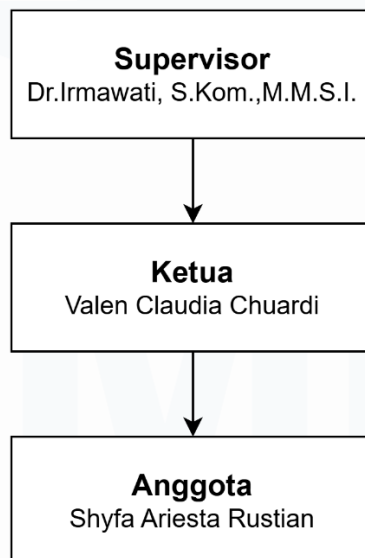 Supervisor
Dr.Irmawati, S.Kom.,M.M.S.I.
Ketua
Valen Claudia Chuardi
Anggota
Shyfa Ariesta Rustian